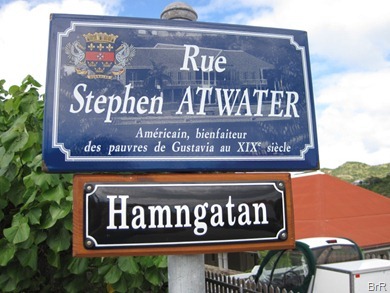 Rue
Stephen ATWATER
Américain, bienfaiteur
des pauvres de Gustavia au XIXᵉ siècle
Hamngatan
BrR